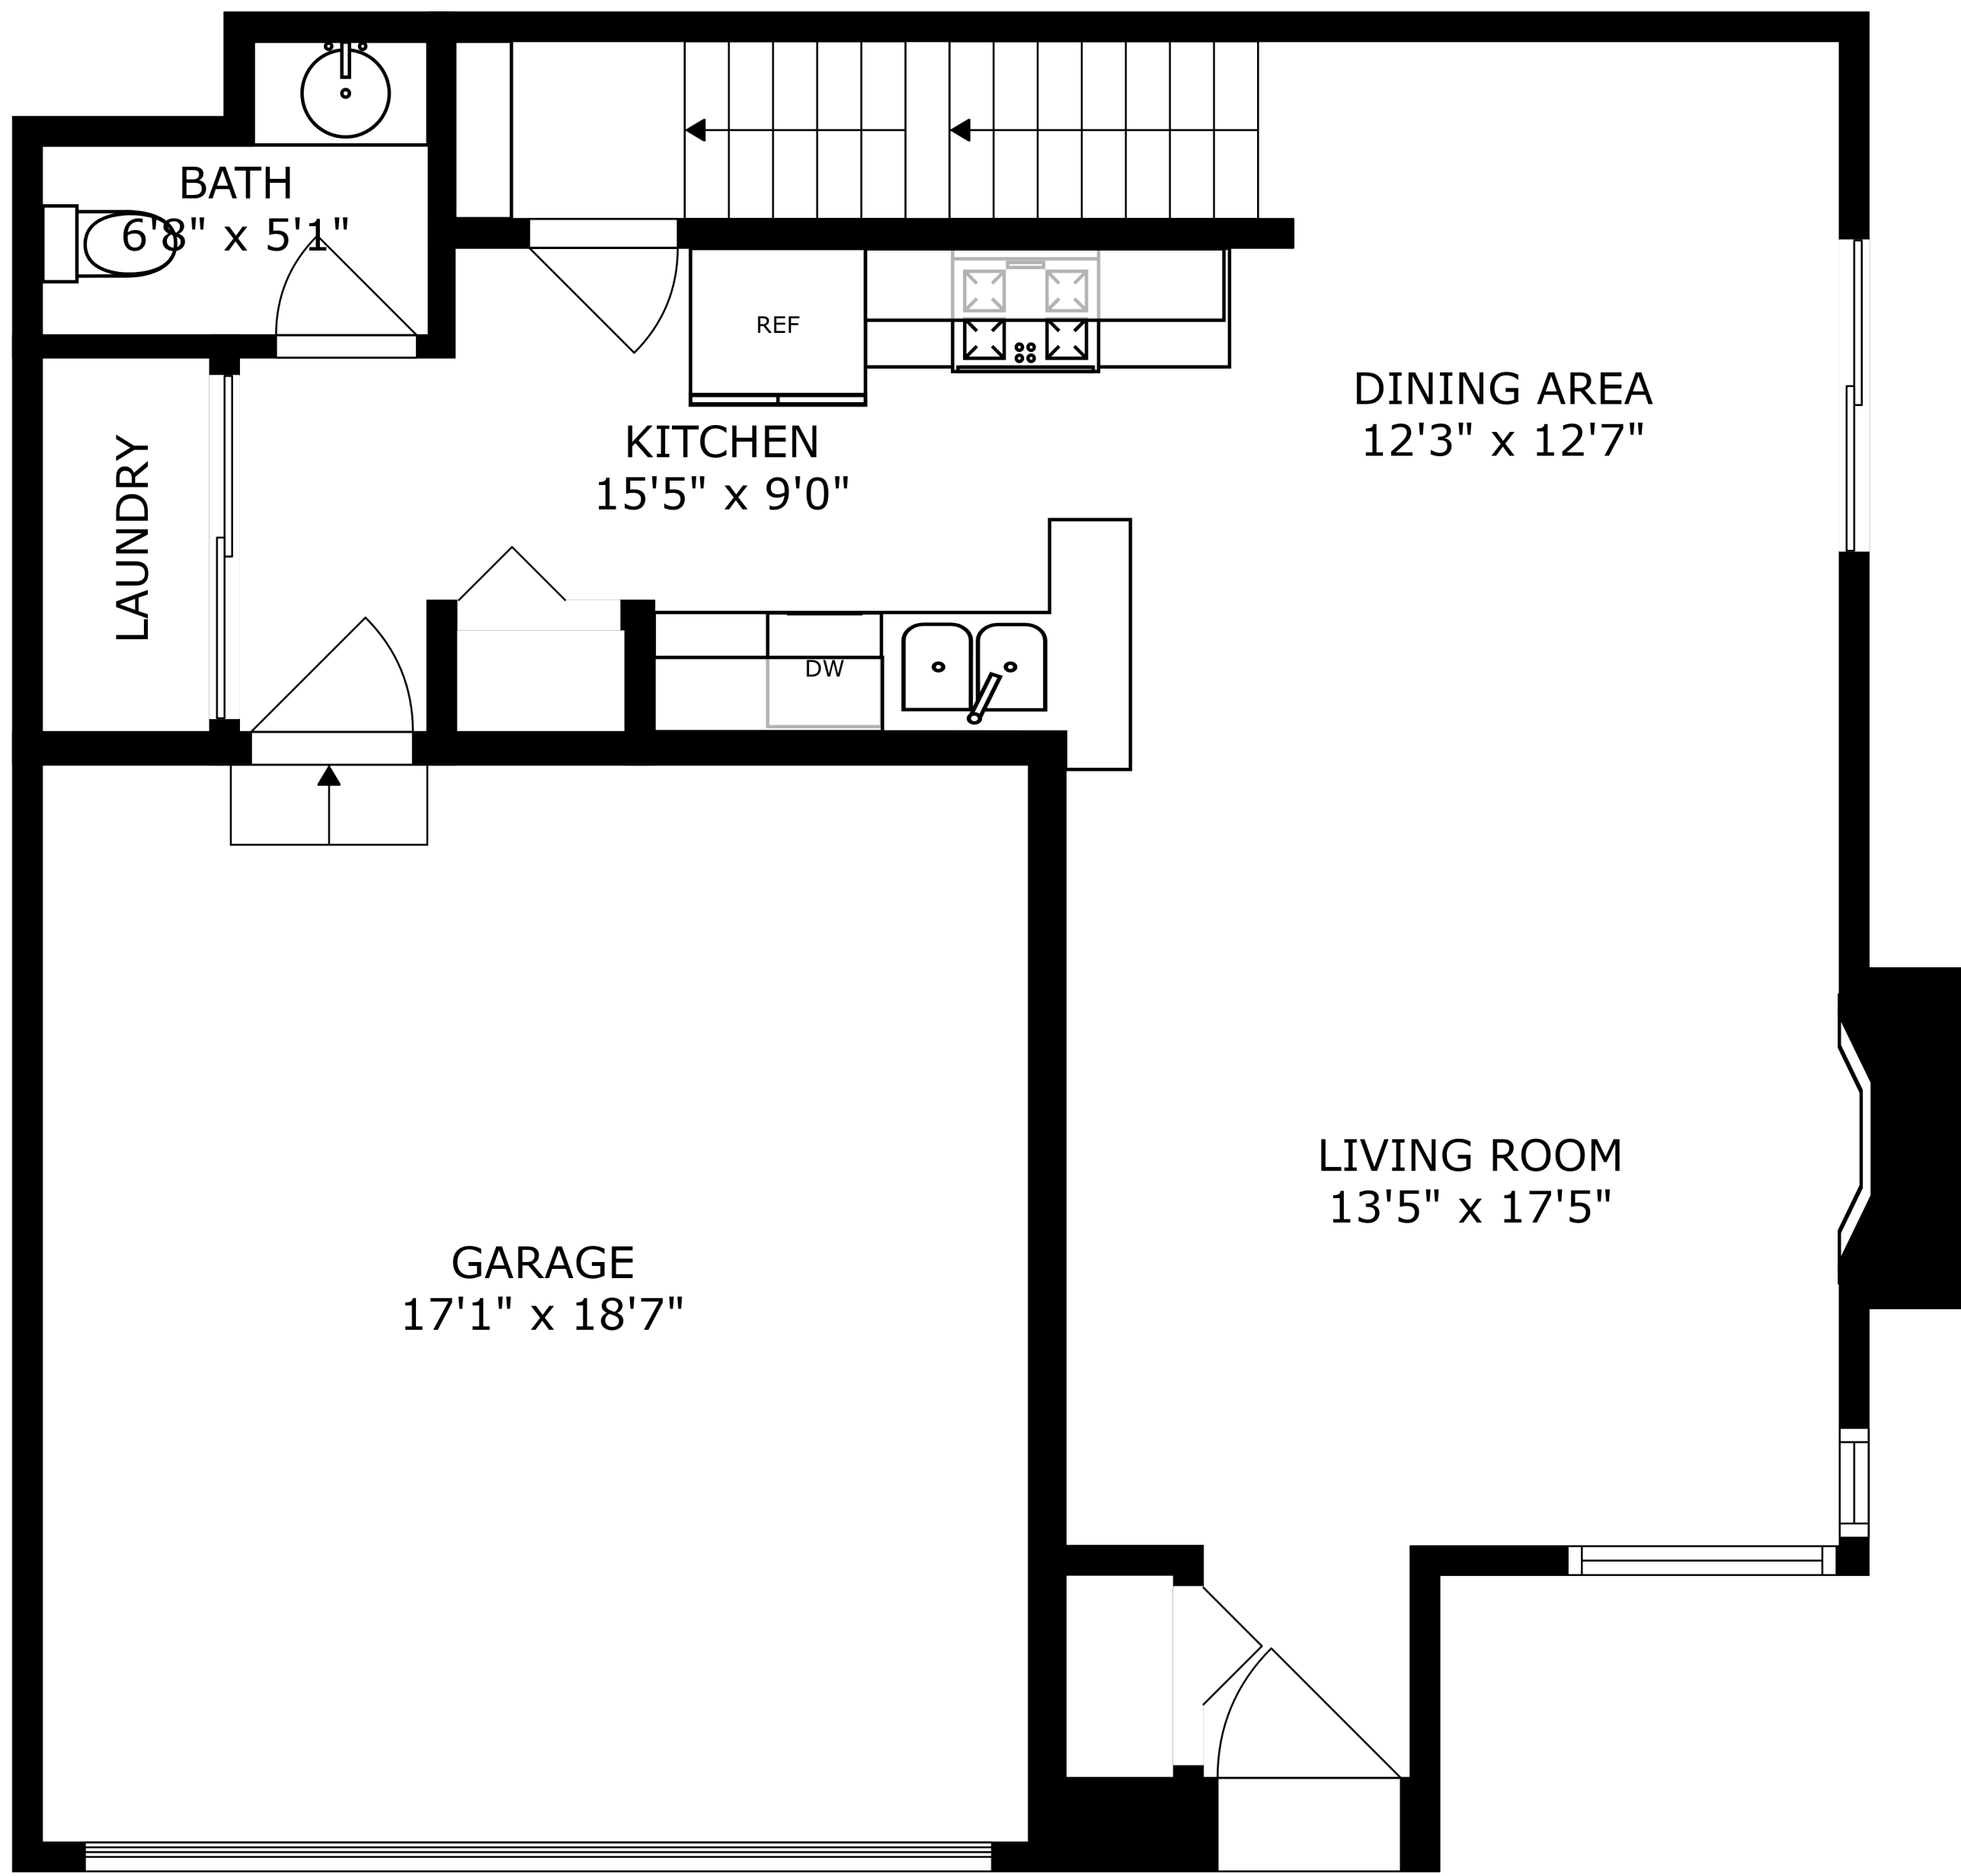 BATH
6'8" x 5'1"
REF
DINING AREA
12'3" x 12'7"
KITCHEN
15'5" x 9'0"
LAUNDRY
DW
LIVING ROOM
13'5" x 17'5"
GARAGE
17'1" x 18'7"